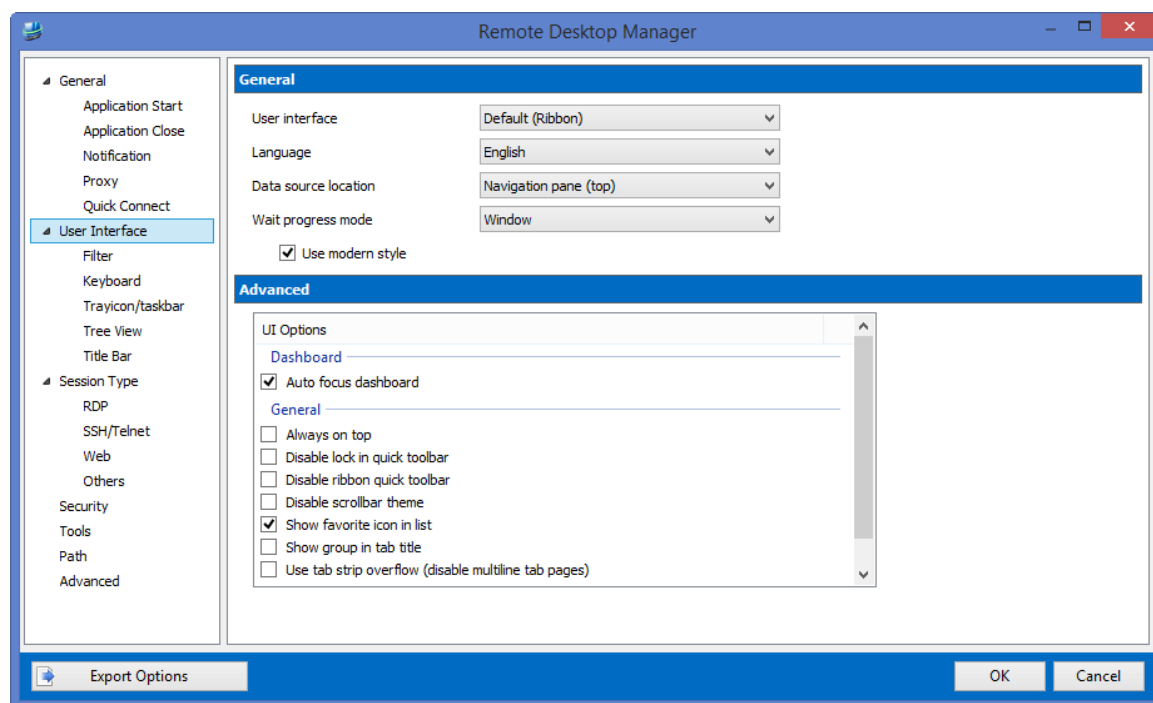 Remote Desktop Manager
General
Application Start
Application Close
Notification
Proxy
Quick Connect
User Interface
Filter
Keyboard
Trayicon/taskbar
Tree View
Title Bar
Session Type
RDP
SSH/Telnet
Web
Others
Security
Tools
Path
Advanced
General
User interface Default (Ribbon)
Language English
Data source location Navigation pane (top)
Wait progress mode Window
Use modern style
Advanced
UI Options
Dashboard
Auto focus dashboard
General
Always on top
Disable lock in quick toolbar
Disable ribbon quick toolbar
Disable scrollbar theme
Show favorite icon in list
Show group in tab title
Use tab strip overflow (disable multiline tab pages)
Export Options OK Cancel